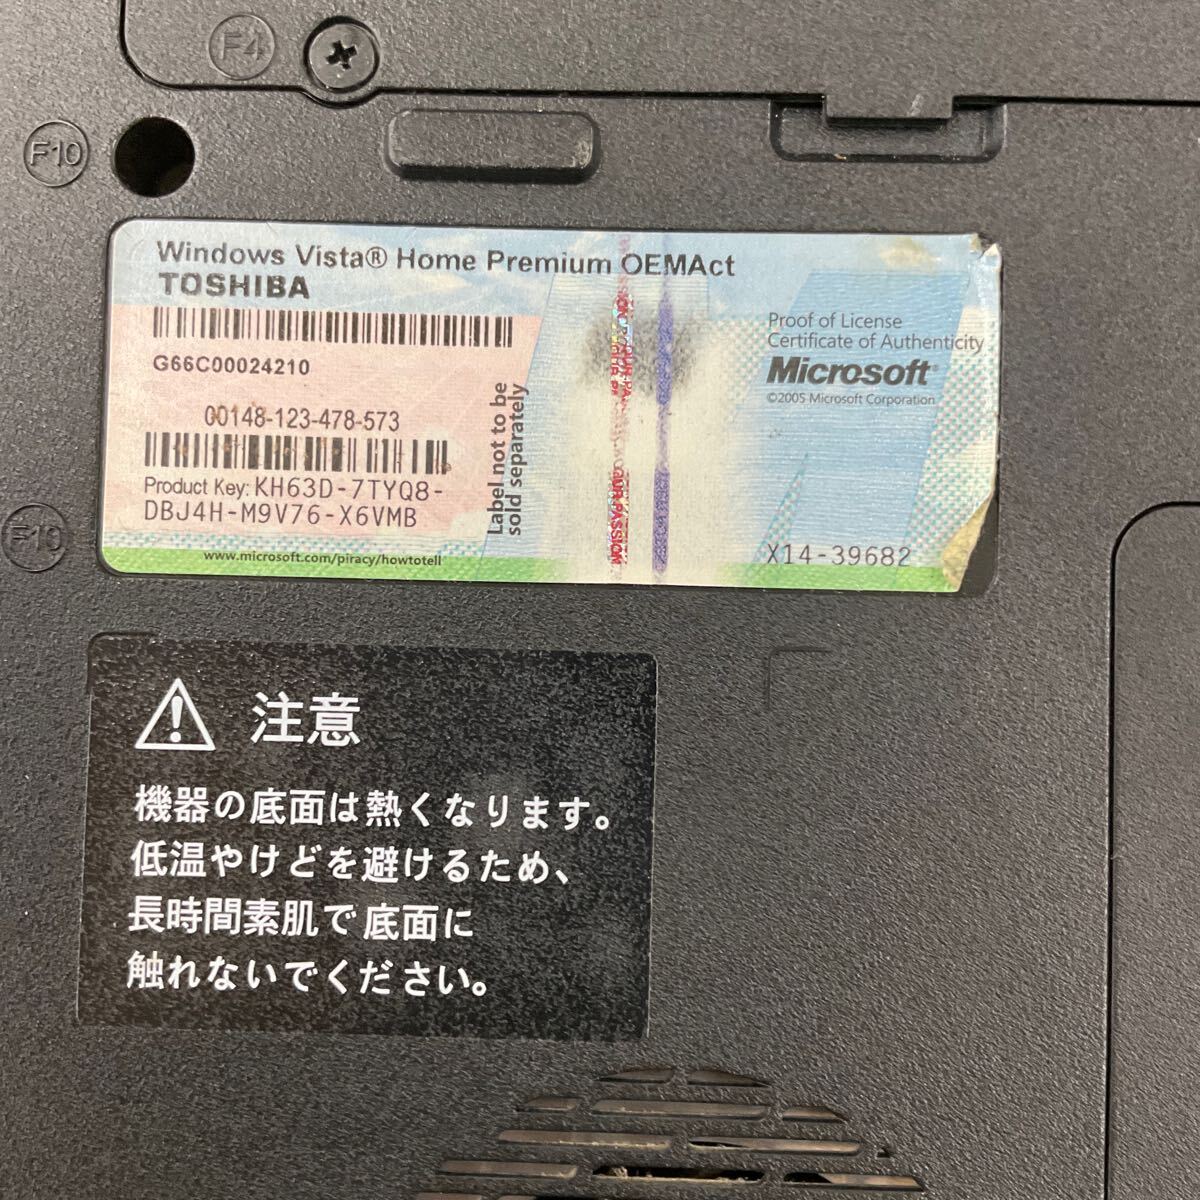 F4
F10
Windows Vista® Home Premium OEMAct
TOSHIBA
G66C00024210
00148-123-478-573
Product Key: KH63D-7TYQ8-
DBJ4H-M9V76-X6VMB
www.microsoft.com/piracy/howtotell
Label not to be
sold separately
Proof of License
Certificate of Authenticity
Microsoft®
©2005 Microsoft Corporation
X14-39682
F10
注意
機器の底面は熱くなります。
低温やけどを避けるため、
長時間素肌で底面に
触れないでください。